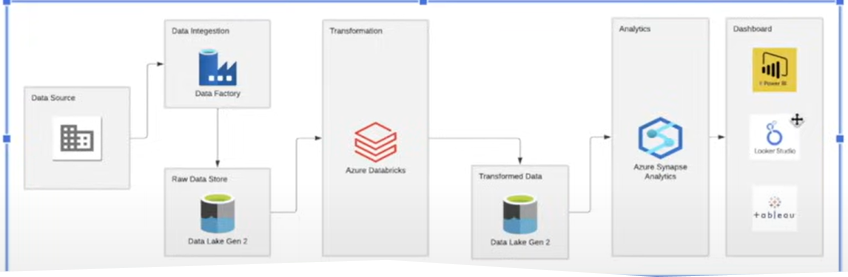 Data Source
Data Integestion
Data Factory
Raw Data Store
Data Lake Gen 2
Transformation
Azure Databricks
Transformed Data
Data Lake Gen 2
Analytics
Azure Synapse
Analytics
Dashboard
Power BI
Looker Studio
+ableau